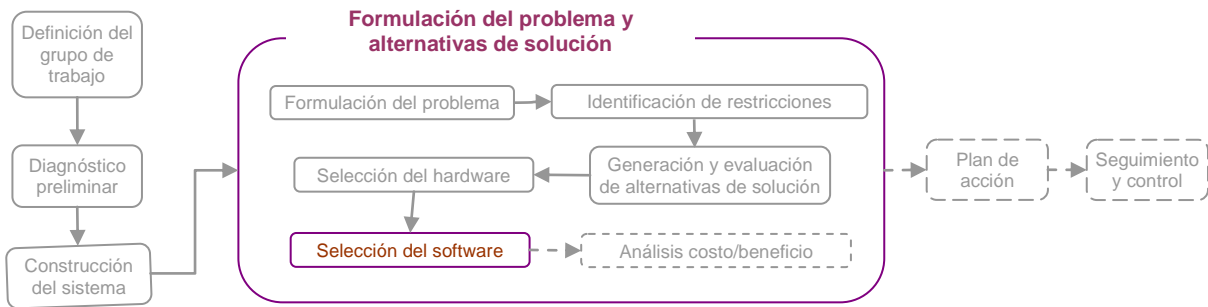 Formulación del problema y
alternativas de solución
Definición del
grupo de
trabajo
Diagnóstico
preliminar
Construcción
del sistema
Formulación del problema
Identificación de restricciones
Generación y evaluación
de alternativas de solución
Selección del hardware
Selección del software
Análisis costo/beneficio
Plan de
acción
Seguimiento
y control